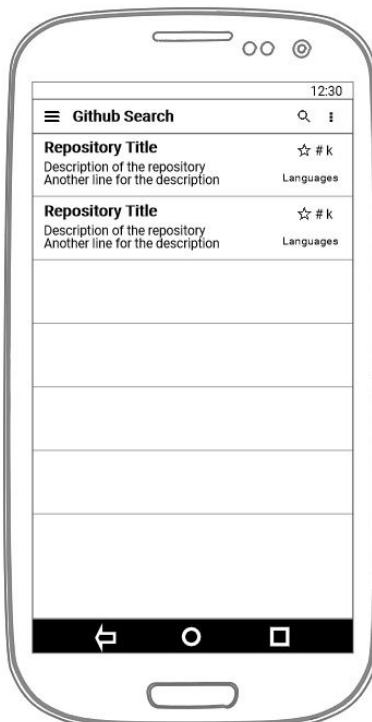 12:30
Github Search
Repository Title
☆ # k
Description of the repository
Another line for the description
Languages
Repository Title
☆ # k
Description of the repository
Another line for the description
Languages